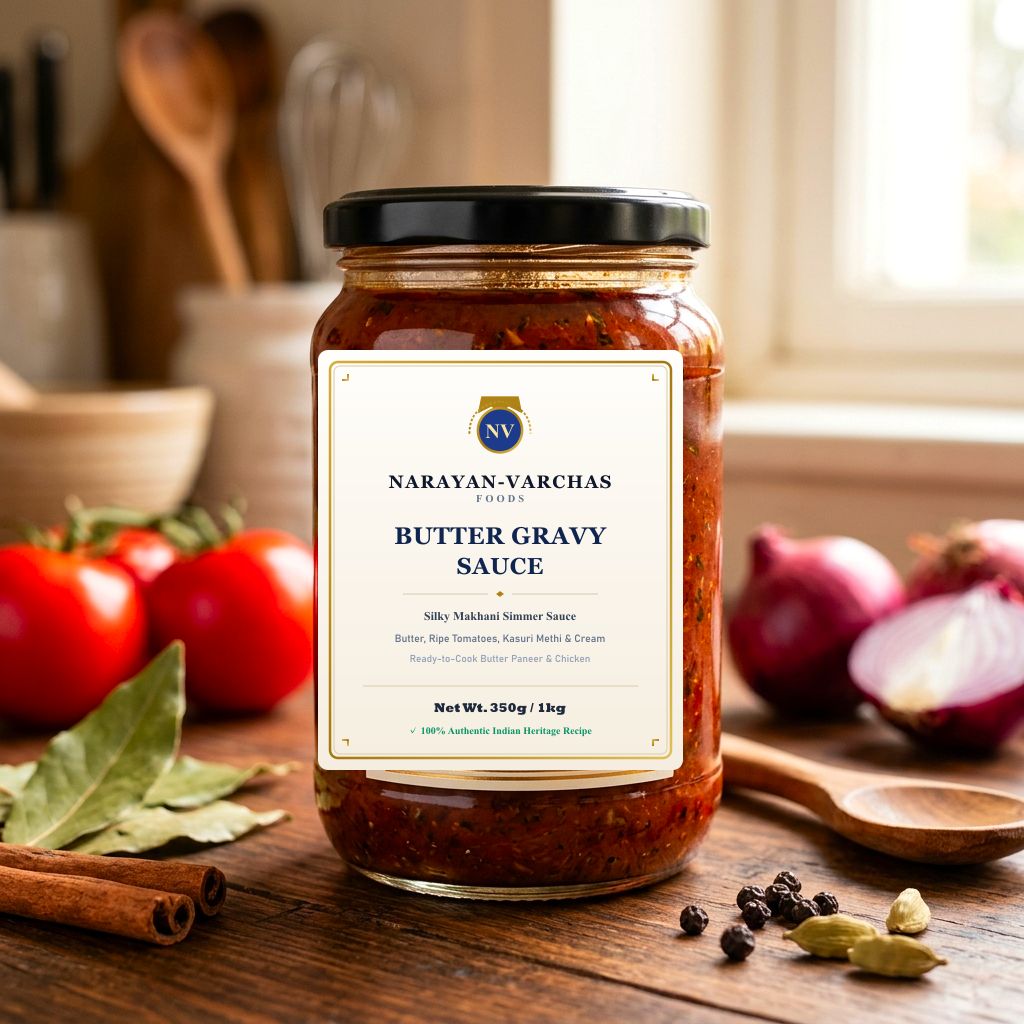 NV
NARAYAN-VARCHAS
FOODS
BUTTER GRAVY
SAUCE
Silky Makhani Simmer Sauce
Butter, Ripe Tomatoes, Kasuri Methi & Cream
Ready-to-Cook Butter Paneer & Chicken
Net Wt. 350g / 1kg
✓ 100% Authentic Indian Heritage Recipe